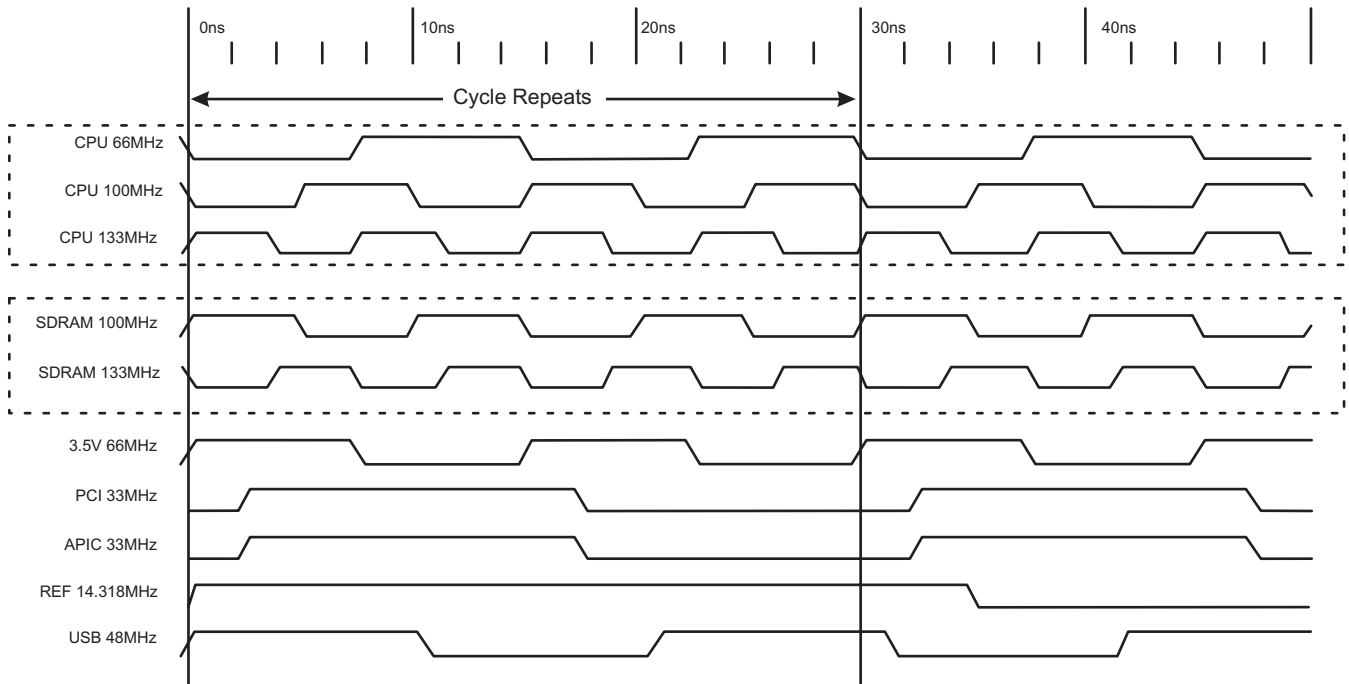 0ns 10ns 20ns 30ns 40ns
Cycle Repeats
CPU 66MHz
CPU 100MHz
CPU 133MHz
SDRAM 100MHz
SDRAM 133MHz
3.5V 66MHz
PCI 33MHz
APIC 33MHz
REF 14.318MHz
USB 48MHz